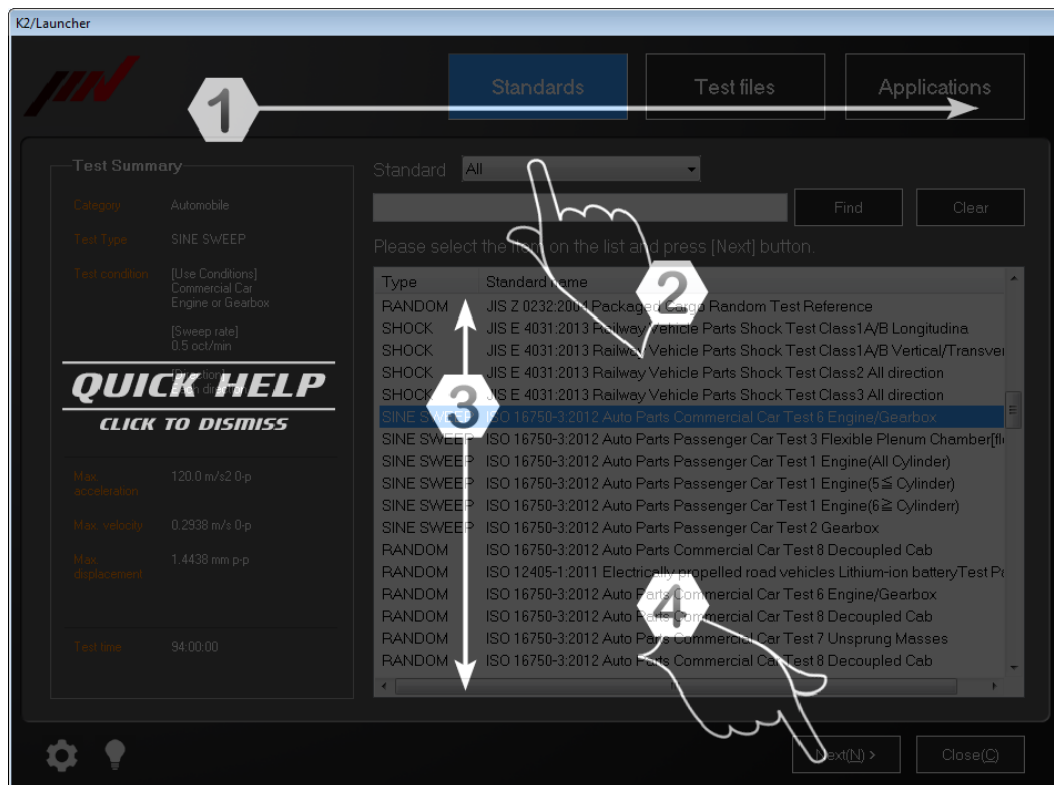 K2/Launcher
Standards
Test files
Applications
1
Test Summary
Category Automobile
Test Type SINE SWEEP
Test condition [Use Conditions]
Commercial Car
Engine or Gearbox
[Sweep rate]
0.5 oct/min
[Direction]
Each direction
QUICK HELP
CLICK TO DISMISS
Max. acceleration 120.0 m/s2 0-p
Max. velocity 0.2938 m/s 0-p
Max. displacement 1.4438 mm p-p
Test time 94:00:00
Standard All
Find
Clear
Please select the item on the list and press [Next] button.
2
Type Standard name
RANDOM JIS Z 0232:2004 Packaged Cargo Random Test Reference
SHOCK JIS E 4031:2013 Railway Vehicle Parts Shock Test Class1A/B Longitudina
SHOCK JIS E 4031:2013 Railway Vehicle Parts Shock Test Class1A/B Vertical/Transver
SHOCK JIS E 4031:2013 Railway Vehicle Parts Shock Test Class2 All direction
SHOCK JIS E 4031:2013 Railway Vehicle Parts Shock Test Class3 All direction
3
SINE SWEEP ISO 16750-3:2012 Auto Parts Commercial Car Test 6 Engine/Gearbox
SINE SWEEP ISO 16750-3:2012 Auto Parts Passenger Car Test 3 Flexible Plenum Chamber[fl
SINE SWEEP ISO 16750-3:2012 Auto Parts Passenger Car Test 1 Engine(All Cylinder)
SINE SWEEP ISO 16750-3:2012 Auto Parts Passenger Car Test 1 Engine(5≦ Cylinder)
SINE SWEEP ISO 16750-3:2012 Auto Parts Passenger Car Test 1 Engine(6≧ Cylinderr)
SINE SWEEP ISO 16750-3:2012 Auto Parts Passenger Car Test 2 Gearbox
RANDOM ISO 16750-3:2012 Auto Parts Commercial Car Test 8 Decoupled Cab
RANDOM ISO 12405-1:2011 Electrically propelled road vehicles Lithium-ion batteryTest Pa
RANDOM ISO 16750-3:2012 Auto Parts Commercial Car Test 6 Engine/Gearbox
4
RANDOM ISO 16750-3:2012 Auto Parts Commercial Car Test 8 Decoupled Cab
RANDOM ISO 16750-3:2012 Auto Parts Commercial Car Test 7 Unsprung Masses
RANDOM ISO 16750-3:2012 Auto Parts Commercial Car Test 8 Decoupled Cab
Next(N) >
Close(C)